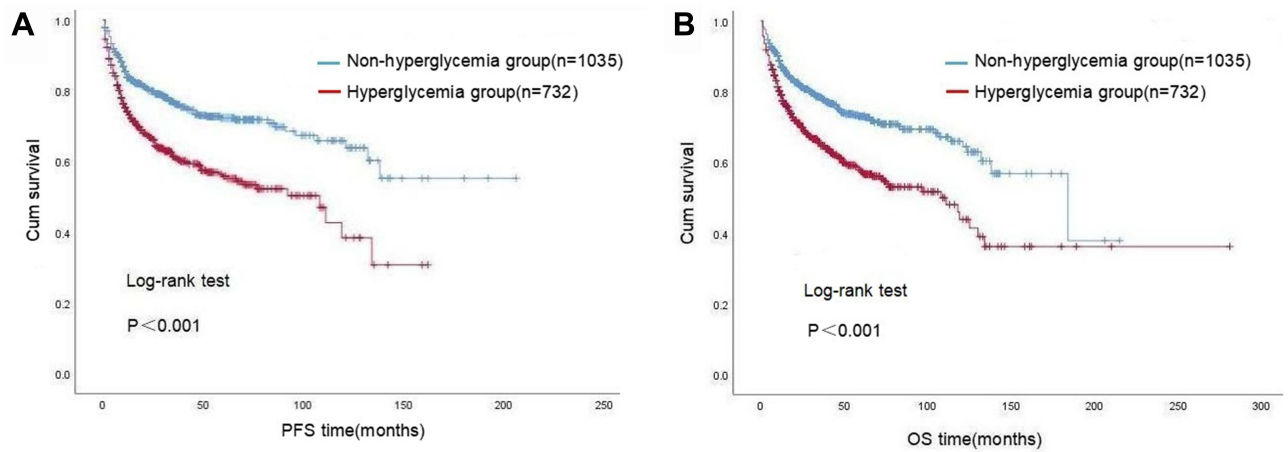 A
Cum survival
1.0
0.8
0.6
0.4
0.2
0.0
Non-hyperglycemia group(n=1035)
Hyperglycemia group(n=732)
Log-rank test
P<0.001
0 50 100 150 200 250
PFS time(months)
B
Cum survival
1.0
0.8
0.6
0.4
0.2
0.0
Non-hyperglycemia group(n=1035)
Hyperglycemia group(n=732)
Log-rank test
P<0.001
0 50 100 150 200 250 300
OS time(months)